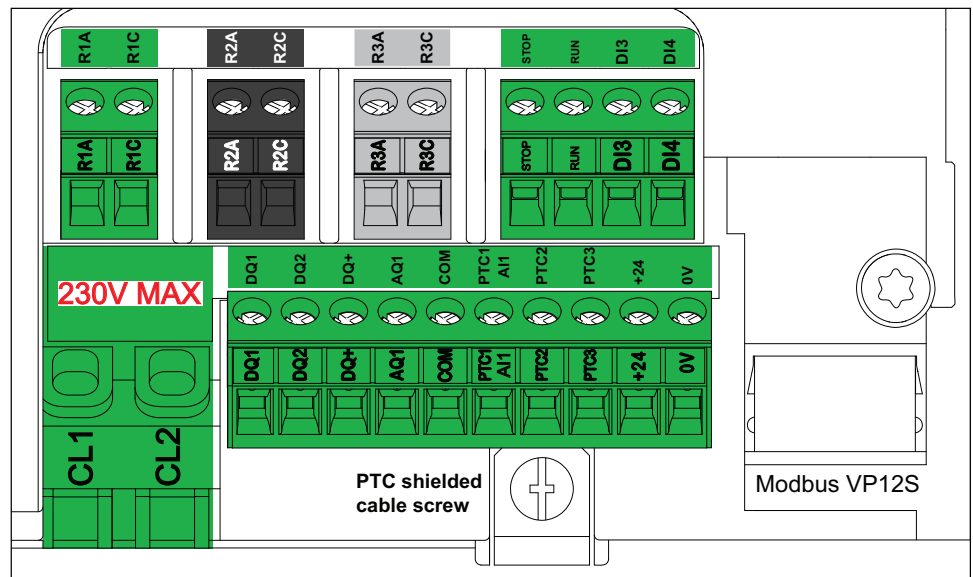 R1A R1C R2A R2C R3A R3C STOP RUN DI3 DI4
R1A R1C R2A R2C R3A R3C STOP RUN DI3 DI4
230V MAX
DQ1 DQ2 DQ+ AQ1 COM PTC1 AI1 PTC2 PTC3 +24 0V
DQ1 DQ2 DQ+ AQ1 COM PTC1 AI1 PTC2 PTC3 +24 0V
CL1 CL2
PTC shielded
cable screw
Modbus VP12S